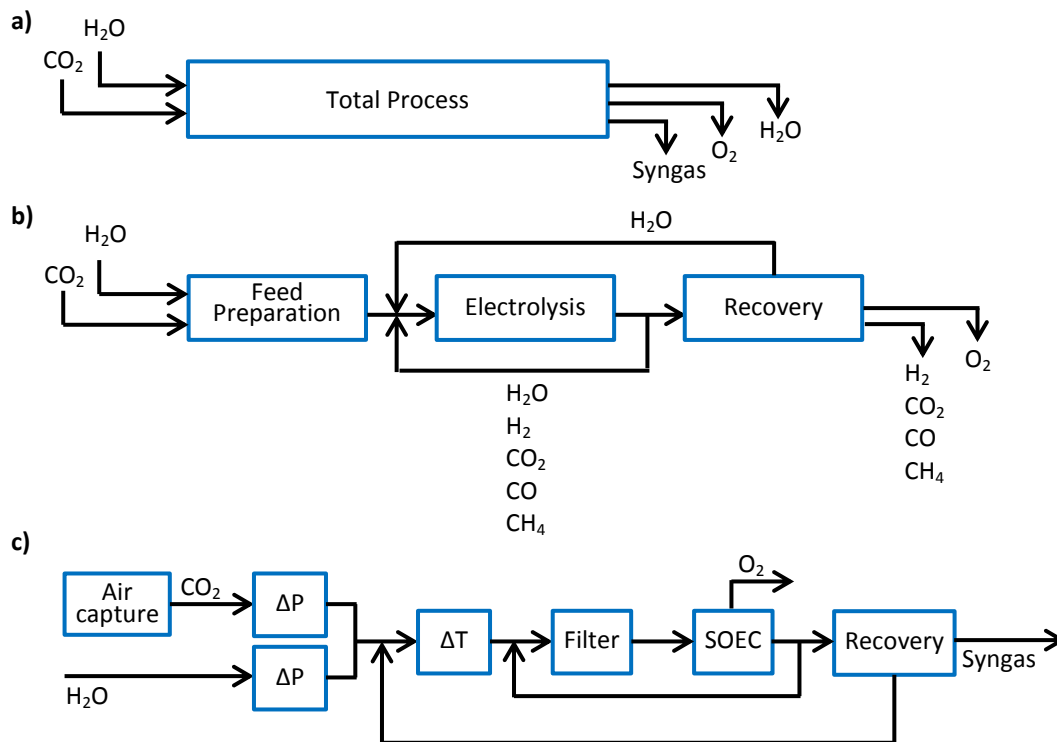 a)
H₂O
CO₂
Total Process
H₂O
O₂
Syngas
b)
H₂O
H₂O
CO₂
Feed
Preparation
Electrolysis
Recovery
O₂
H₂O
H₂
CO₂
CO
CH₄
H₂
CO₂
CO
CH₄
c)
O₂
Air
capture
CO₂
ΔP
ΔT
Filter
SOEC
Recovery
Syngas
H₂O
ΔP